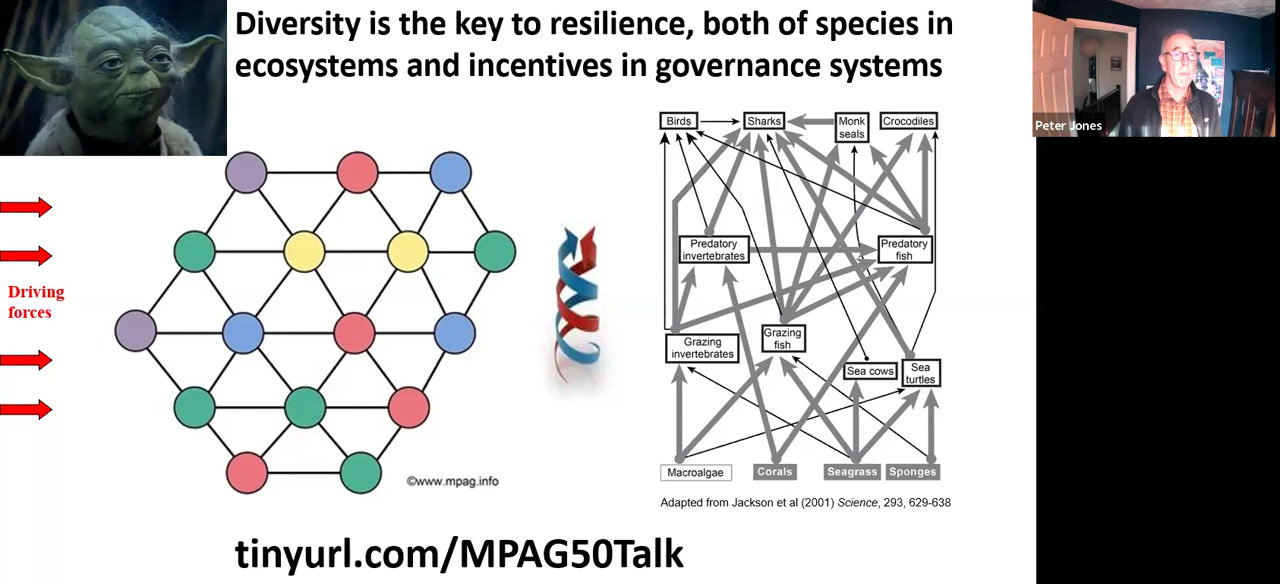 Diversity is the key to resilience, both of species in
ecosystems and incentives in governance systems
Peter Jones
Driving
forces
©www.mpag.info
Birds
Sharks
Monk
seals
Crocodiles
Predatory
invertebrates
Predatory
fish
Grazing
invertebrates
Grazing
fish
Sea cows
Sea
turtles
Macroalgae
Corals
Seagrass
Sponges
Adapted from Jackson et al (2001) Science, 293, 629-638
tinyurl.com/MPAG50Talk